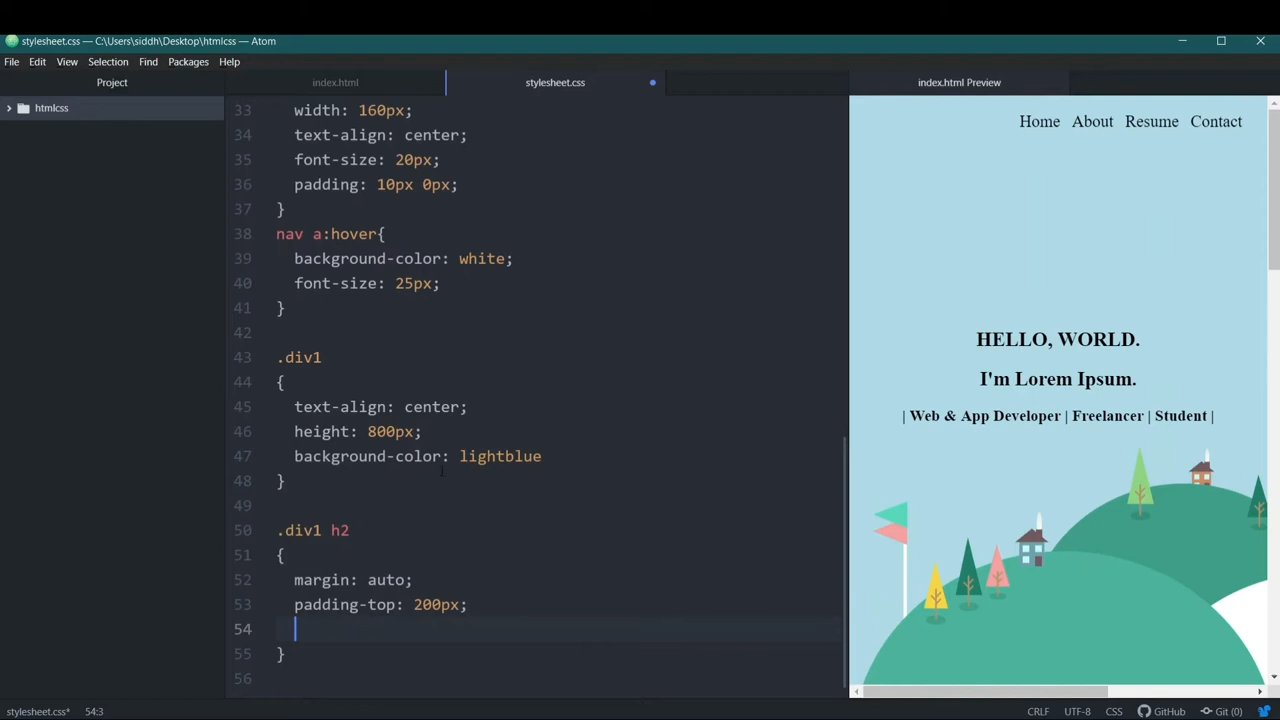 stylesheet.css — C:\Users\siddh\Desktop\htmlcss — Atom
File Edit View Selection Find Packages Help
Project
index.html
stylesheet.css
index.html Preview
htmlcss
33 width: 160px;
34 text-align: center;
35 font-size: 20px;
36 padding: 10px 0px;
37 }
38 nav a:hover{
39 background-color: white;
40 font-size: 25px;
41 }
42
43 .div1
44 {
45 text-align: center;
46 height: 800px;
47 background-color: lightblue
48 }
49
50 .div1 h2
51 {
52 margin: auto;
53 padding-top: 200px;
54
55 }
56
Home About Resume Contact
HELLO, WORLD.
I'm Lorem Ipsum.
| Web & App Developer | Freelancer | Student |
stylesheet.css* 54:3
CRLF UTF-8 CSS GitHub Git (0)